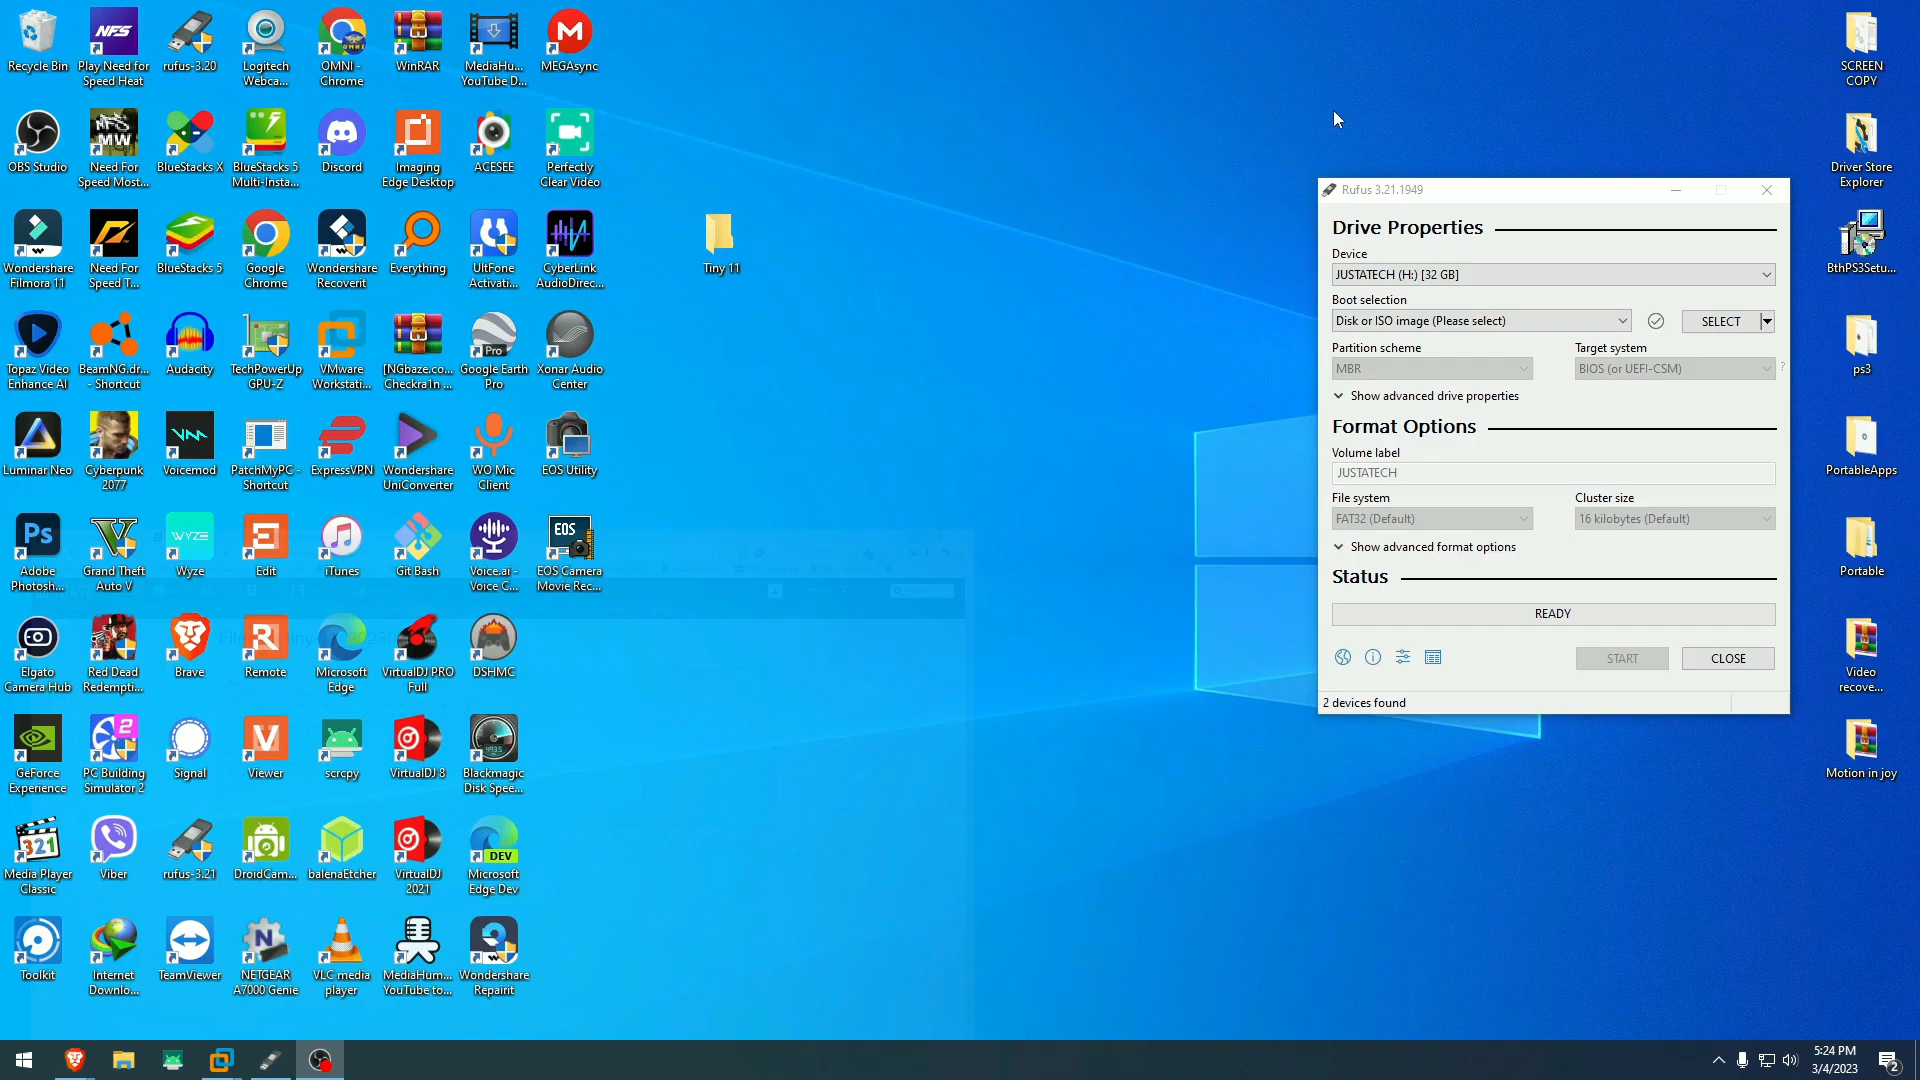 Recycle Bin
Play Need for
Speed Heat
rufus-3.20
Logitech
Webca...
OMNI -
Chrome
WinRAR
MediaHu...
YouTube D...
MEGAsync
OBS Studio
Need For
Speed Most...
BlueStacks X
BlueStacks 5
Multi-Insta...
Discord
Imaging
Edge Desktop
ACESEE
Perfectly
Clear Video
Wondershare
Filmora 11
Need For
Speed T...
BlueStacks 5
Google
Chrome
Wondershare
Recoverit
Everything
UltFone
Activati...
CyberLink
AudioDirec...
Tiny 11
Topaz Video
Enhance AI
BeamNG.dr...
- Shortcut
Audacity
TechPowerUp
GPU-Z
VMware
Workstati...
[NGbaze.co...
Checkra1n ...
Pro
Google Earth
Pro
Xonar Audio
Center
Luminar Neo
Cyberpunk
2077
Voicemod
PatchMyPC -
Shortcut
ExpressVPN
Wondershare
UniConverter
WO Mic
Client
EOS Utility
Adobe
Photosh...
Grand Theft
Auto V
WYZE
Wyze
Edit
iTunes
Git Bash
Voice.ai -
Voice C...
EOS
EOS Camera
Movie Rec...
Elgato
Camera Hub
Red Dead
Redempti...
Brave
Remote
Microsoft
Edge
VirtualDJ PRO
Full
DSHMC
GeForce
Experience
PC Building
Simulator 2
Signal
Viewer
scrcpy
VirtualDJ 8
Blackmagic
Disk Spee...
321
Media Player
Classic
Viber
rufus-3.21
DroidCam...
balenaEtcher
VirtualDJ
2021
DEV
Microsoft
Edge Dev
Toolkit
Internet
Downlo...
TeamViewer
NETGEAR
A7000 Genie
VLC media
player
MediaHum...
YouTube to...
Wondershare
Repairit
SCREEN
COPY
Driver Store
Explorer
BthPS3Setu...
ps3
PortableApps
Portable
Video
recove...
Motion in joy
Rufus 3.21.1949
Drive Properties
Device
JUSTATECH (H:) [32 GB]
Boot selection
Disk or ISO image (Please select)
SELECT
Partition scheme
Target system
MBR
BIOS (or UEFI-CSM)
?
Show advanced drive properties
Format Options
Volume label
JUSTATECH
File system
Cluster size
FAT32 (Default)
16 kilobytes (Default)
Show advanced format options
Status
READY
START
CLOSE
2 devices found
5:24 PM
3/4/2023
2